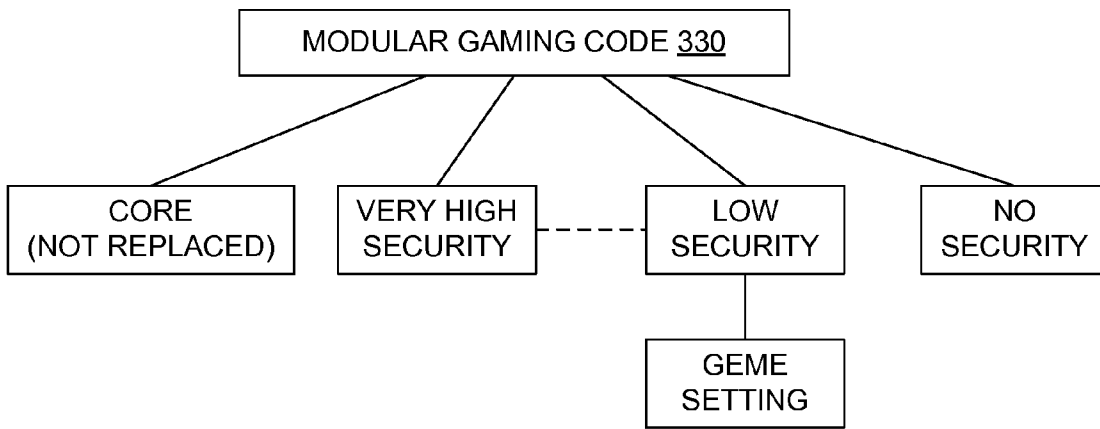 MODULAR GAMING CODE 330
CORE
(NOT REPLACED)
VERY HIGH
SECURITY
LOW
SECURITY
NO
SECURITY
GEME
SETTING